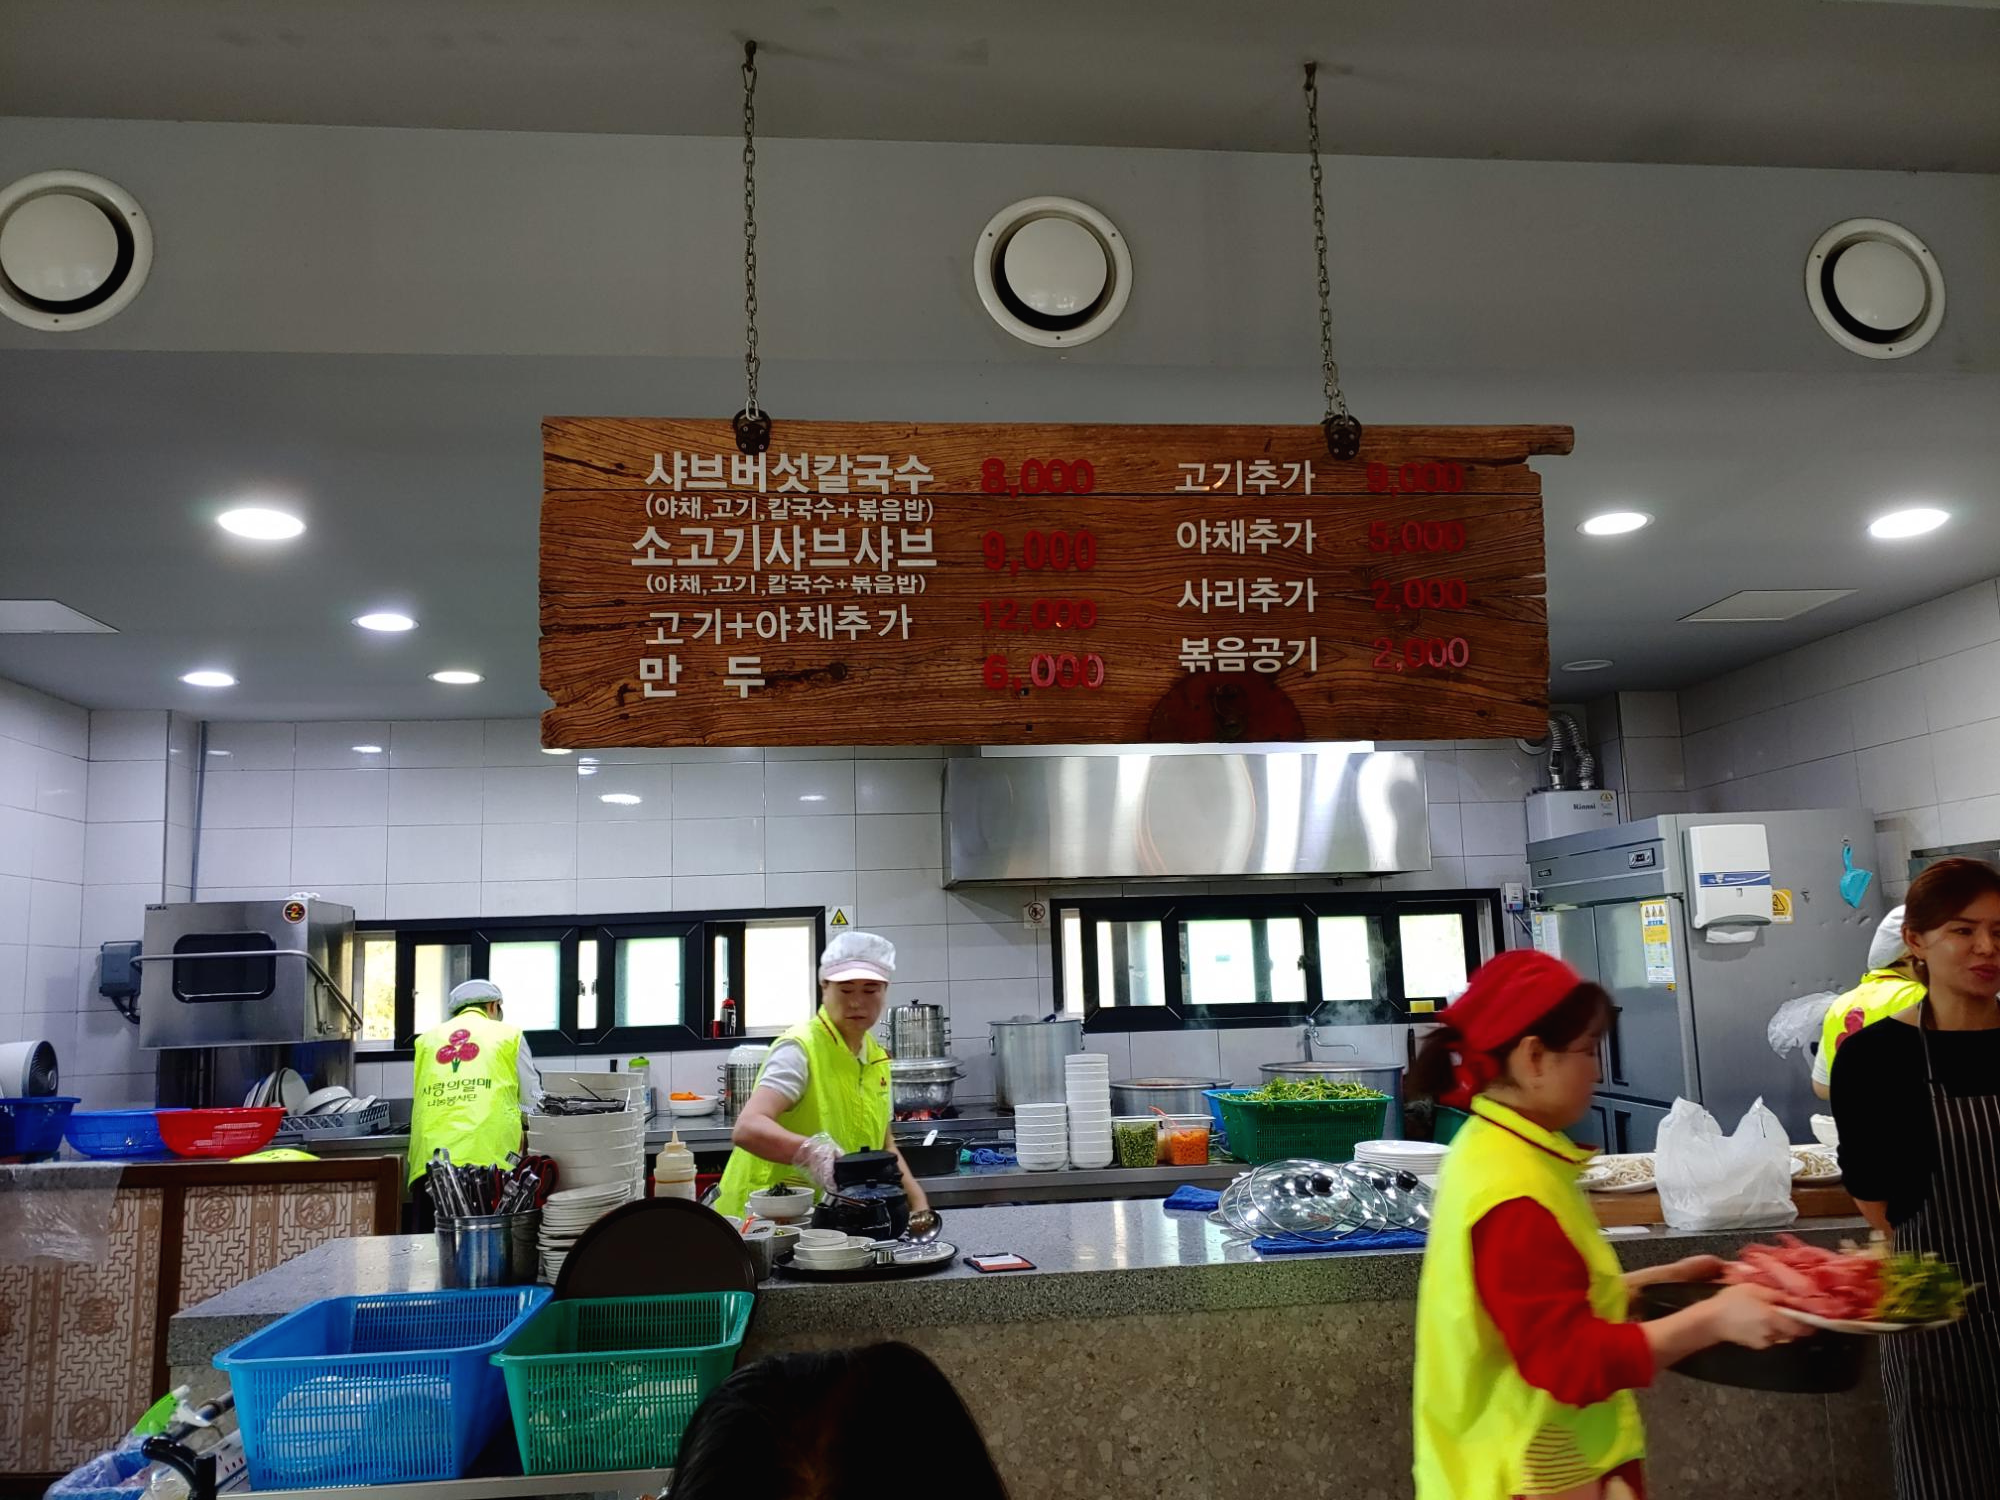 샤브버섯칼국수 8,000
(야채,고기,칼국수+볶음밥)
소고기샤브샤브 9,000
(야채,고기,칼국수+볶음밥)
고기+야채추가 12,000
만 두 6,000
고기추가 9,000
야채추가 5,000
사리추가 2,000
볶음공기 2,000
Rinnai
사랑의열매
나눔봉사단